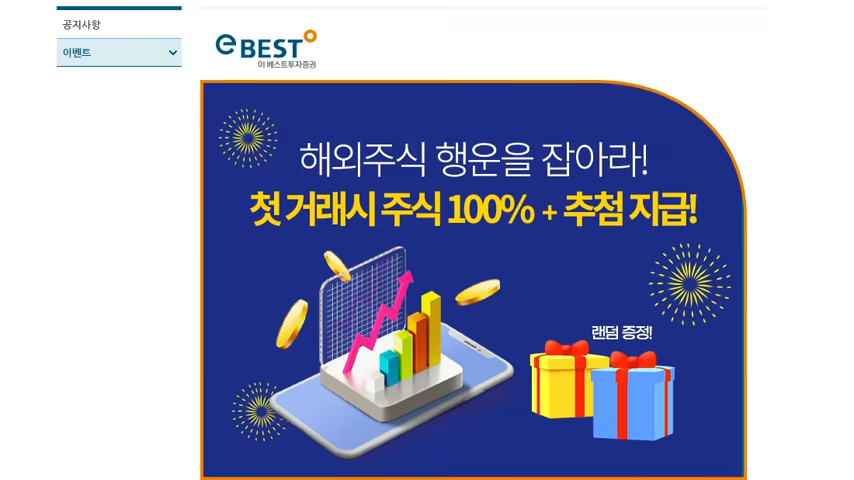 공지사항
이벤트
eBEST
이베스트투자증권
해외주식 행운을 잡아라!
첫 거래시 주식 100% + 추첨 지급!
랜덤 증정!